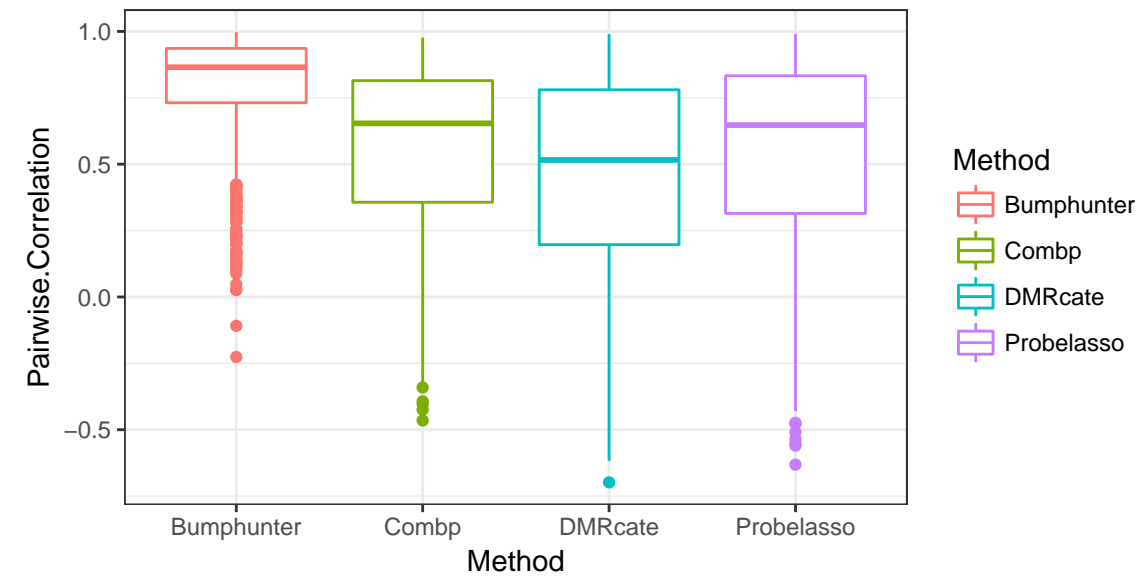 Pairwise.Correlation
1.0
0.5
0.0
−0.5
Bumphunter Combp DMRcate Probelasso
Method
Method
Bumphunter
Combp
DMRcate
Probelasso